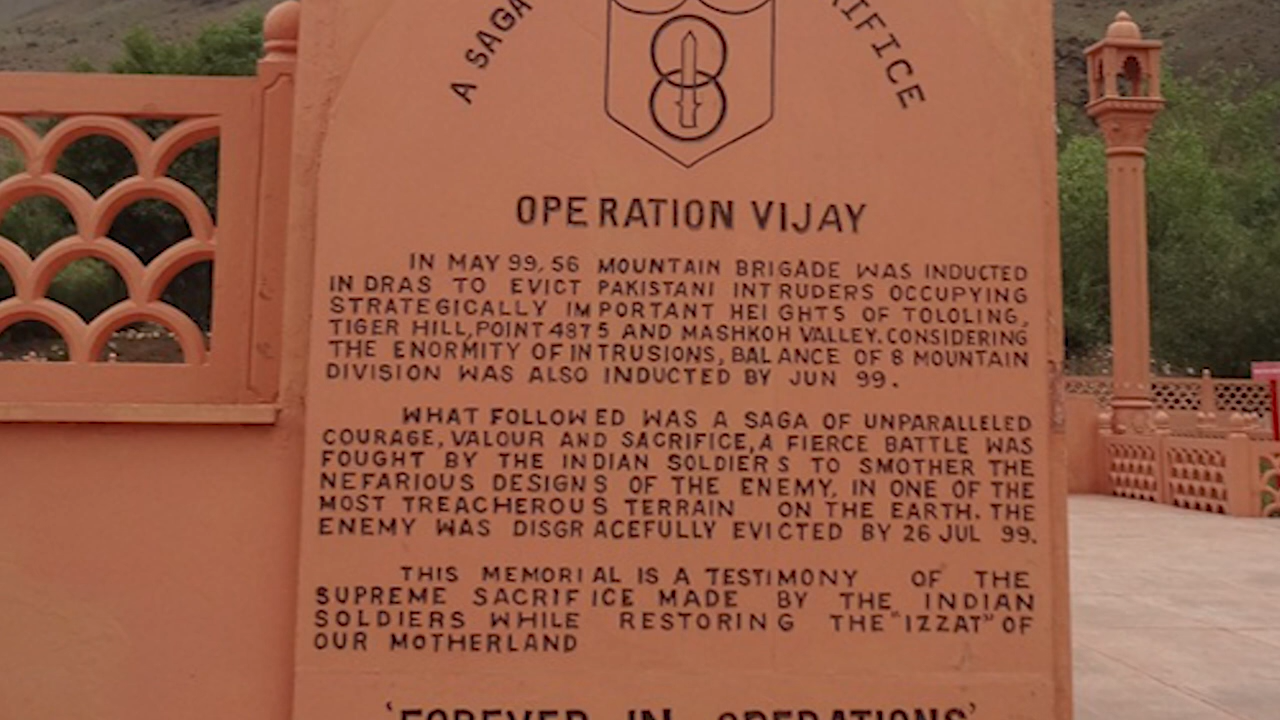 A SAGA
OPERATION VIJAY
IN MAY 99, 56 MOUNTAIN BRIGADE WAS INDUCTED
IN DRAS TO EVICT PAKISTANI INTRUDERS OCCUPYING
STRATEGICALLY IMPORTANT HEIGHTS OF TOLOLING,
TIGER HILL, POINT 4875 AND MASHKOH VALLEY. CONSIDERING
THE ENORMITY OF INTRUSIONS, BALANCE OF 8 MOUNTAIN
DIVISION WAS ALSO INDUCTED BY JUN 99.
WHAT FOLLOWED WAS A SAGA OF UNPARALLELED
COURAGE, VALOUR AND SACRIFICE, A FIERCE BATTLE WAS
FOUGHT BY THE INDIAN SOLDIERS TO SMOTHER THE
NEFARIOUS DESIGNS OF THE ENEMY, IN ONE OF THE
MOST TREACHEROUS TERRAIN ON THE EARTH. THE
ENEMY WAS DISGRACEFULLY EVICTED BY 26 JUL 99.
THIS MEMORIAL IS A TESTIMONY OF THE
SUPREME SACRIFICE MADE BY THE INDIAN
SOLDIERS WHILE RESTORING THE "IZZAT" OF
OUR MOTHERLAND
'FOREVER IN OPERATIONS'